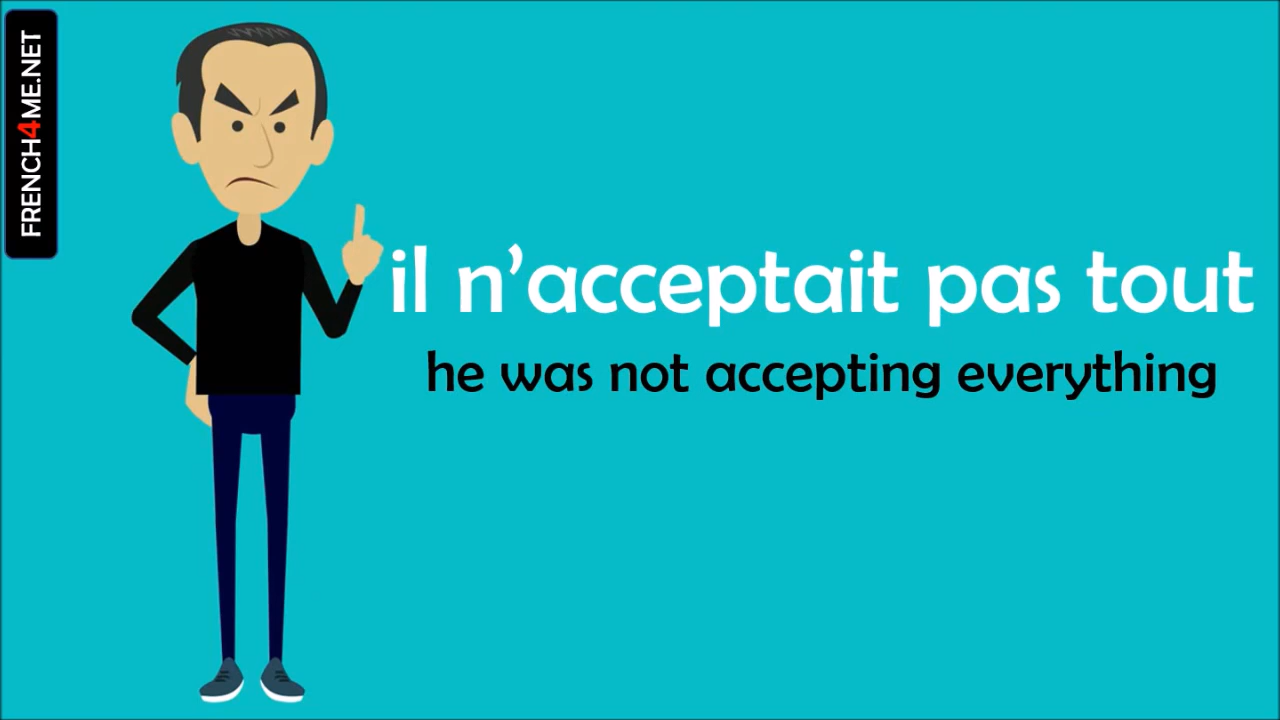 FRENCH4ME.NET
il n’acceptait pas tout
he was not accepting everything